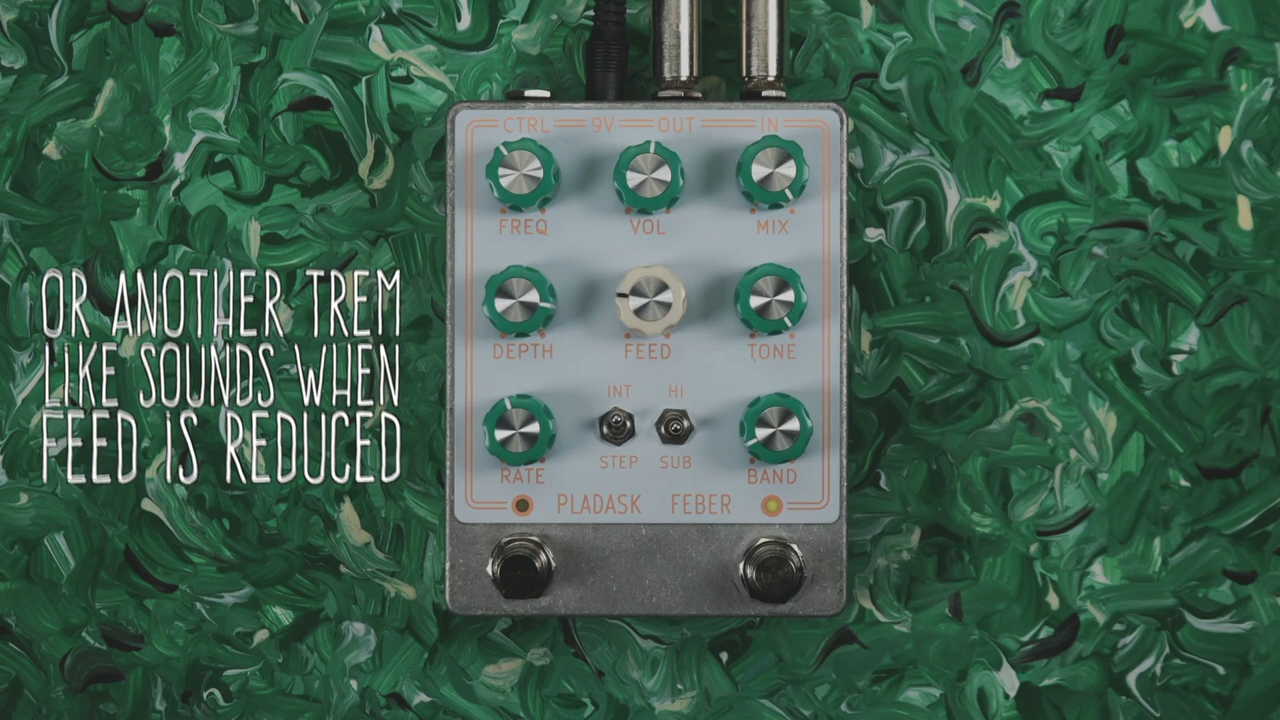 OR ANOTHER TREM
LIKE SOUNDS WHEN
FEED IS REDUCED
CTRL 9V OUT IN
FREQ VOL MIX
DEPTH FEED TONE
INT HI
STEP SUB
RATE BAND
PLADASK FEBER